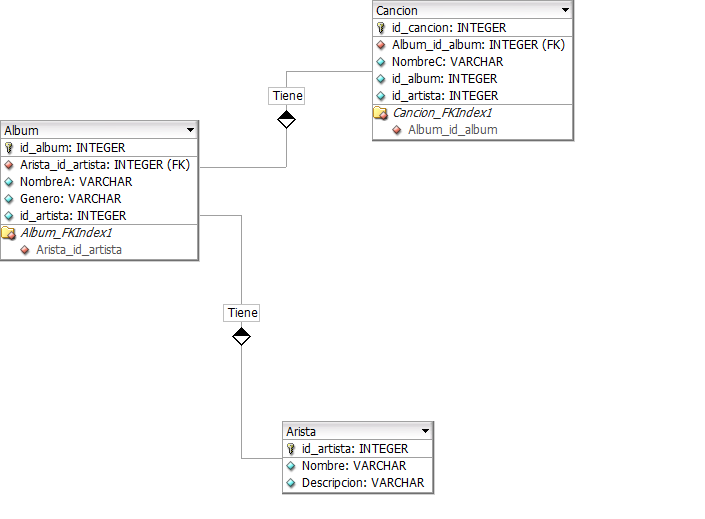 Cancion
id_cancion: INTEGER
Album_id_album: INTEGER (FK)
NombreC: VARCHAR
id_album: INTEGER
id_artista: INTEGER
Cancion_FKIndex1
Album_id_album
Tiene
Album
id_album: INTEGER
Arista_id_artista: INTEGER (FK)
NombreA: VARCHAR
Genero: VARCHAR
id_artista: INTEGER
Album_FKIndex1
Arista_id_artista
Tiene
Arista
id_artista: INTEGER
Nombre: VARCHAR
Descripcion: VARCHAR